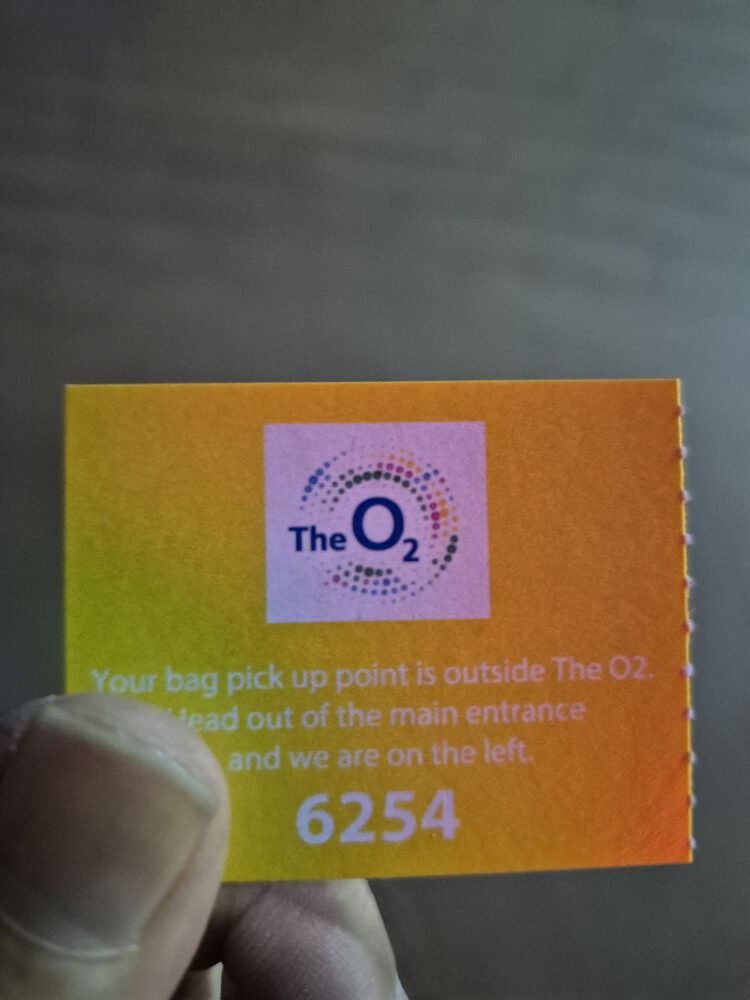 The O2
Your bag pick up point is outside The O2.
Head out of the main entrance
and we are on the left.
6254